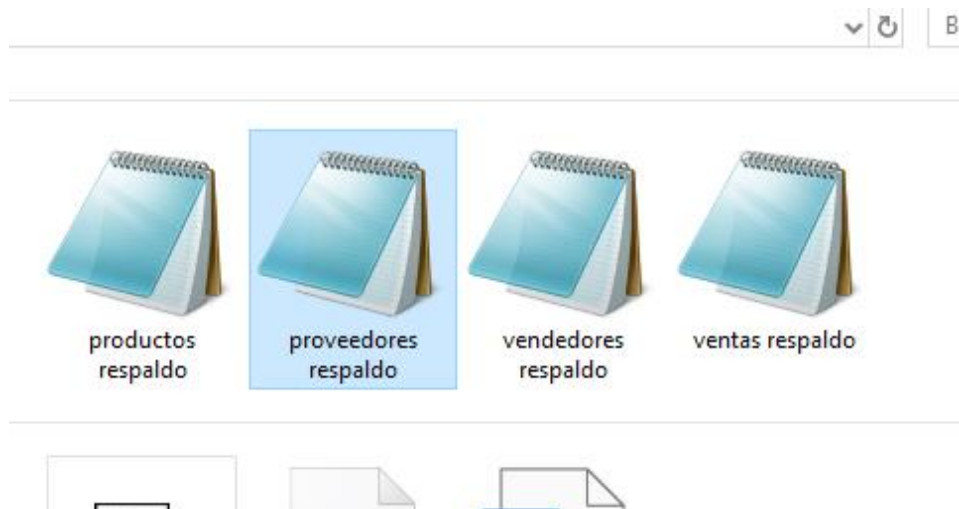 B
productos
respaldo
proveedores
respaldo
vendedores
respaldo
ventas respaldo